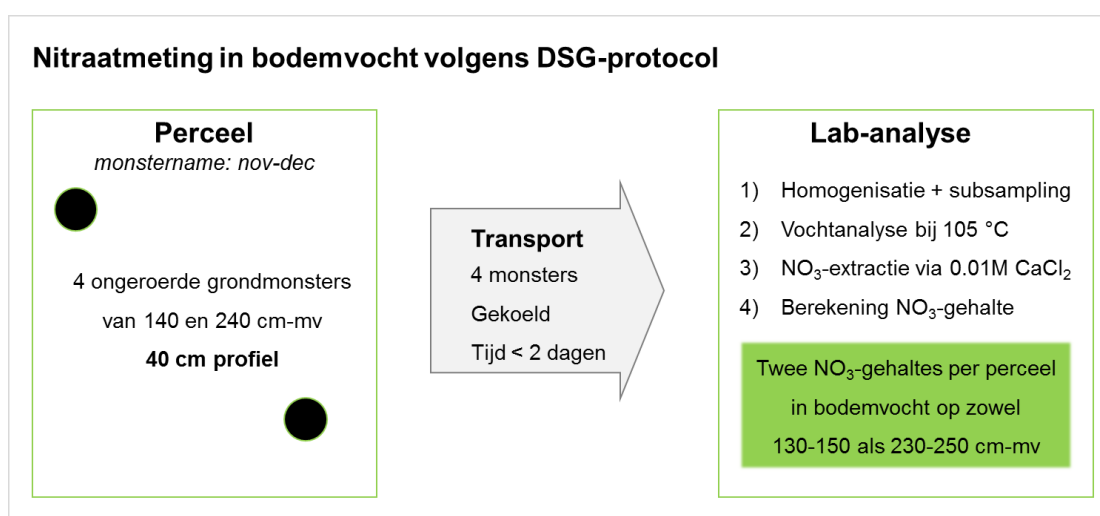 Nitraatmeting in bodemvocht volgens DSG-protocol
Perceel
monstername: nov-dec
4 ongeroerde grondmonsters
van 140 en 240 cm-mv
40 cm profiel
Transport
4 monsters
Gekoeld
Tijd < 2 dagen
Lab-analyse
1) Homogenisatie + subsampling
2) Vochtanalyse bij 105 °C
3) NO₃-extractie via 0.01M CaCl₂
4) Berekening NO₃-gehalte
Twee NO₃-gehaltes per perceel
in bodemvocht op zowel
130-150 als 230-250 cm-mv